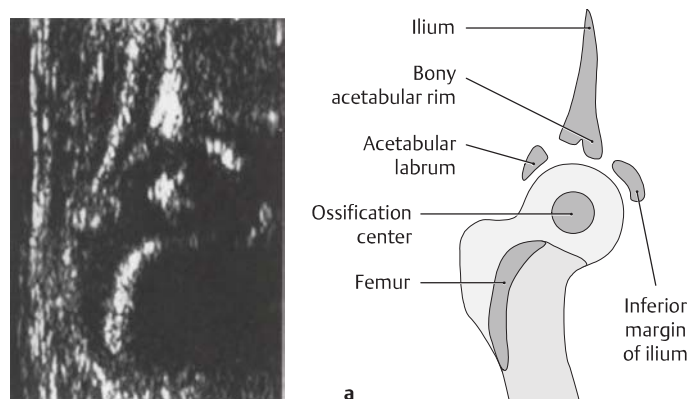 Ilium
Bony
acetabular rim
Acetabular
labrum
Ossification
center
Femur
Inferior
margin
of ilium
a